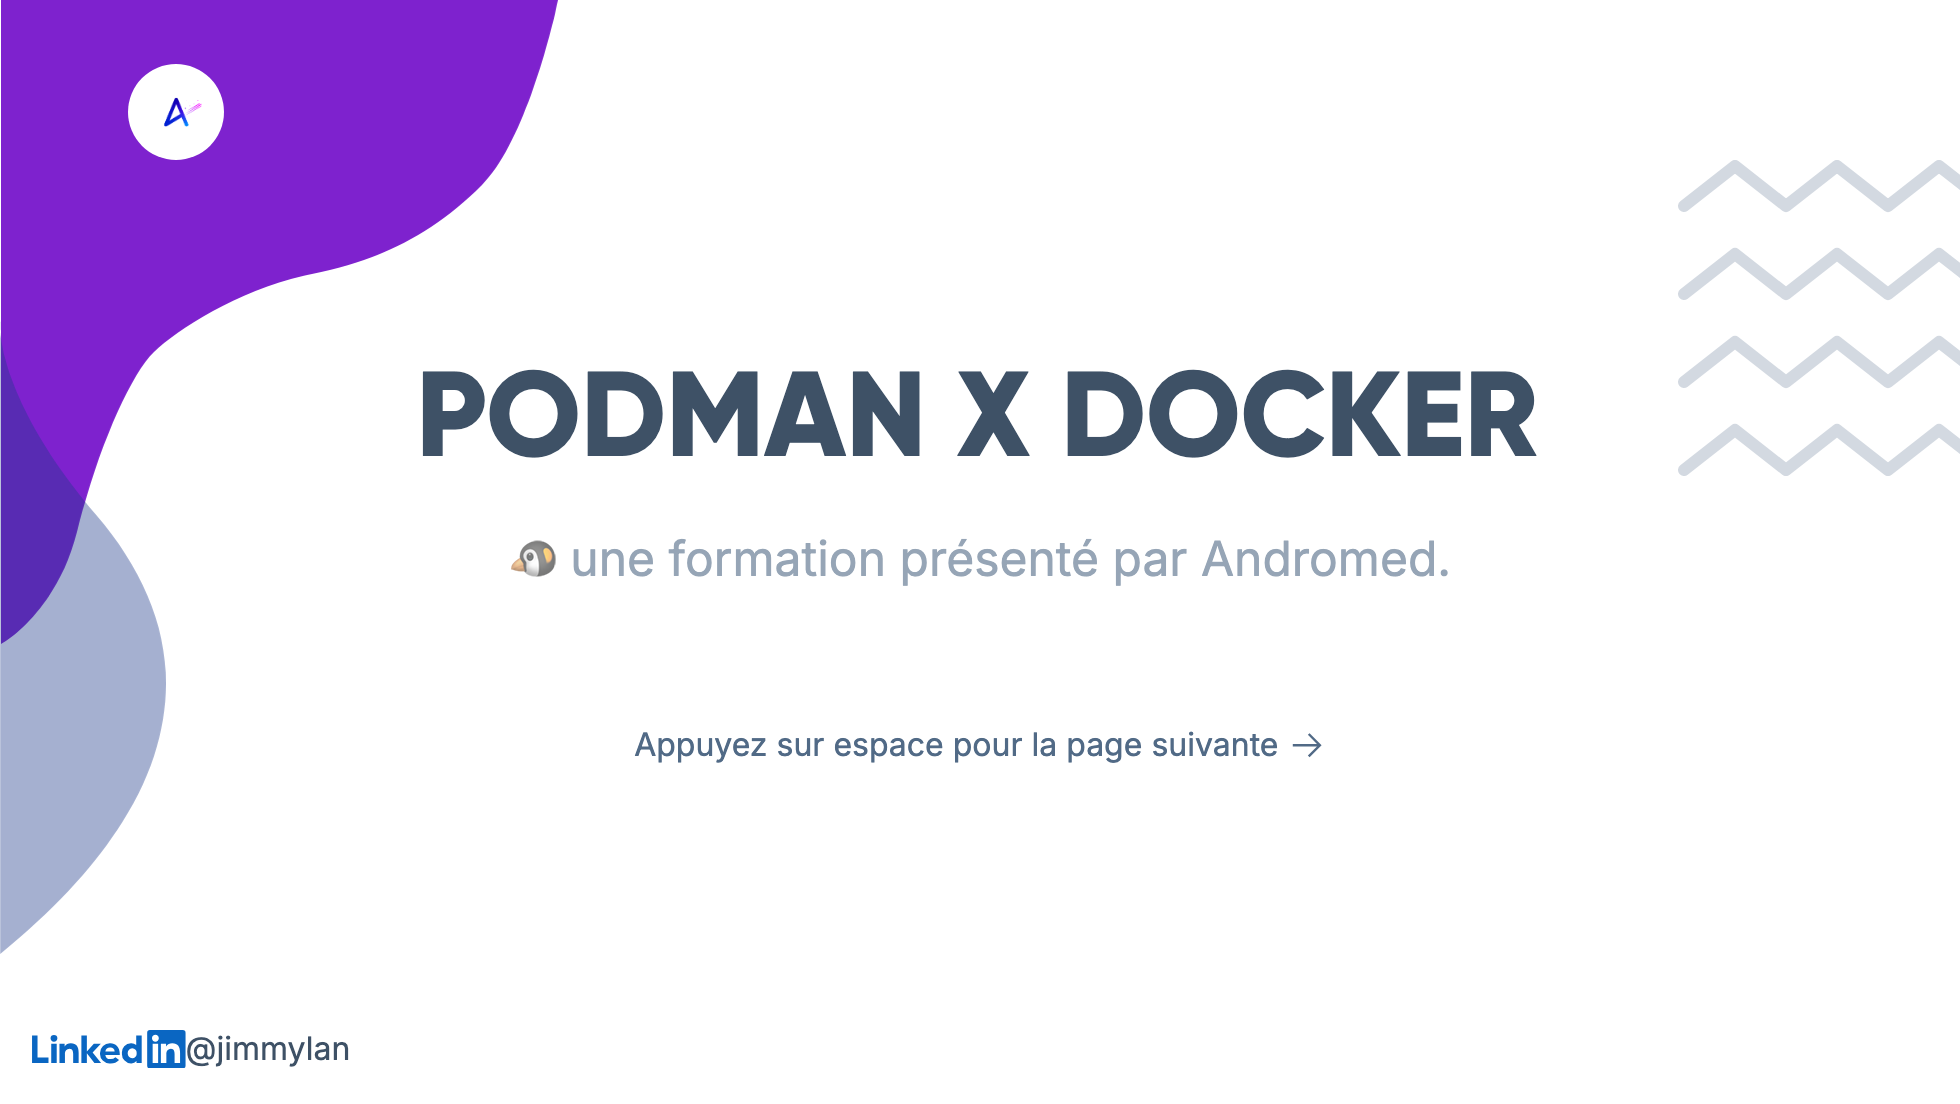 PODMAN X DOCKER
🐧 une formation présenté par Andromed.
Appuyez sur espace pour la page suivante →
LinkedIn@jimmylan